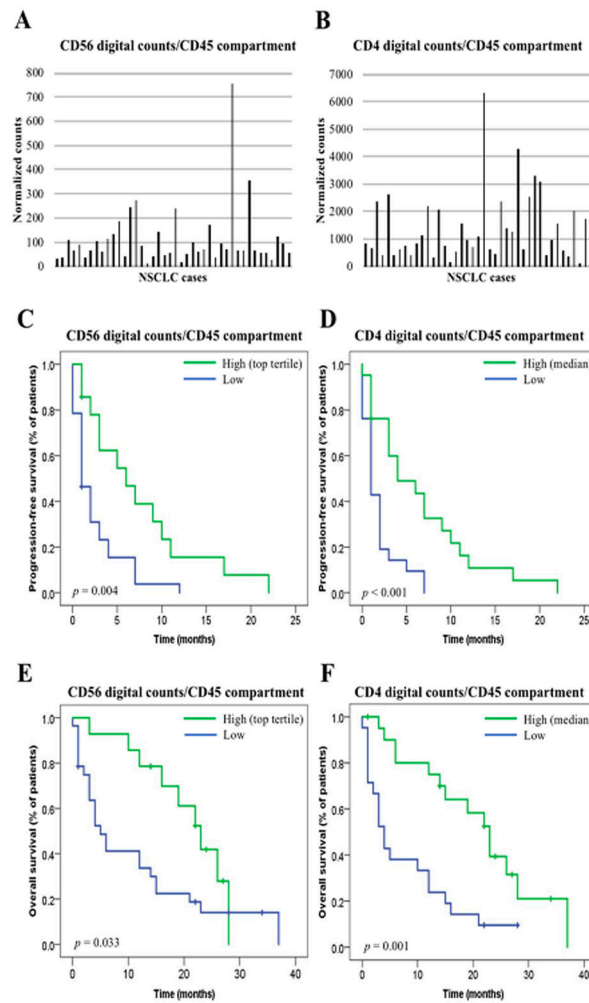 A
B
CD56 digital counts/CD45 compartment
CD4 digital counts/CD45 compartment
Normalized counts
800
700
600
500
400
300
200
100
0
NSCLC cases
Normalized counts
7000
6000
5000
4000
3000
2000
1000
0
NSCLC cases
C
D
CD56 digital counts/CD45 compartment
CD4 digital counts/CD45 compartment
Progression-free survival (% of patients)
1.0
0.8
0.6
0.4
0.2
0.0
High (top tertile)
Low
p = 0.004
0 5 10 15 20 25
Time (months)
Progression-free survival (% of patients)
1.0
0.8
0.6
0.4
0.2
0.0
High (median
Low
p < 0.001
0 5 10 15 20 25
Time (months)
E
F
CD56 digital counts/CD45 compartment
CD4 digital counts/CD45 compartment
Overall survival (% of patients)
1.0
0.8
0.6
0.4
0.2
0.0
High (top tertile)
Low
p = 0.033
0 10 20 30 40
Time (months)
Overall survival (% of patients)
1.0
0.8
0.6
0.4
0.2
0.0
High (median
Low
p = 0.001
0 10 20 30 40
Time (months)